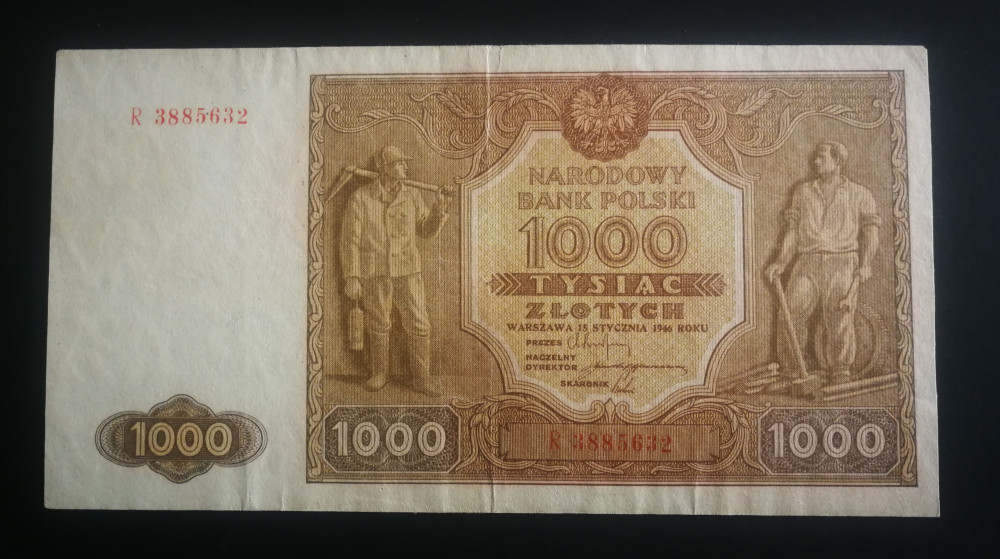 R 3885632
NARODOWY
BANK POLSKI
1000
TYSIĄC
ZŁOTYCH
WARSZAWA 15 STYCZNIA 1946 ROKU
PREZES
NACZELNY
DYREKTOR
SKARBNIK
1000
1000
R 3885632
1000